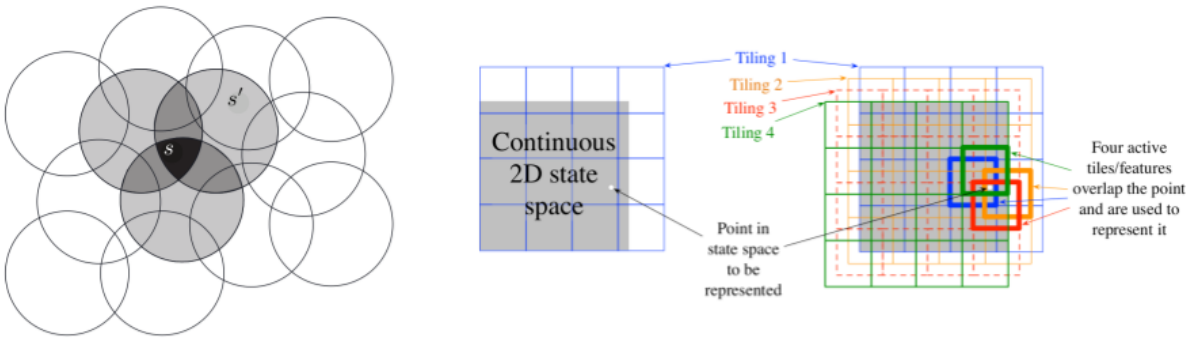 s′
s
Continuous
2D state
space
Point in
state space
to be
represented
Tiling 1
Tiling 2
Tiling 3
Tiling 4
Four active
tiles/features
overlap the point
and are used to
represent it